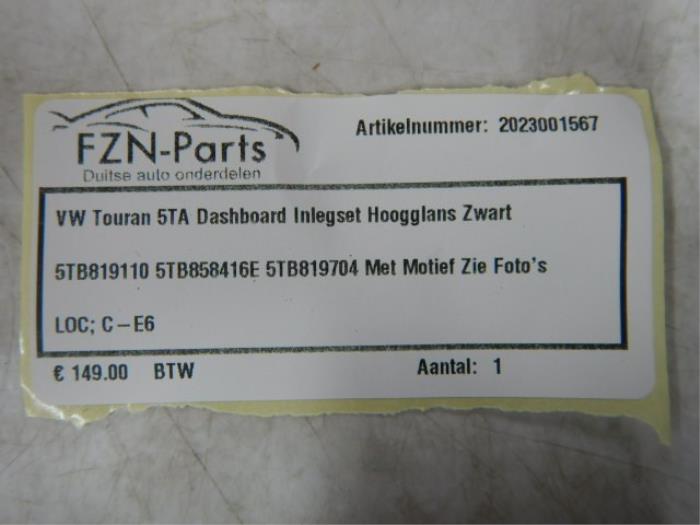 FZN-Parts
Duitse auto onderdelen
Artikelnummer: 2023001567
VW Touran 5TA Dashboard Inlegset Hoogglans Zwart
5TB819110 5TB858416E 5TB819704 Met Motief Zie Foto's
LOC; C-E6
€ 149.00 BTW Aantal: 1